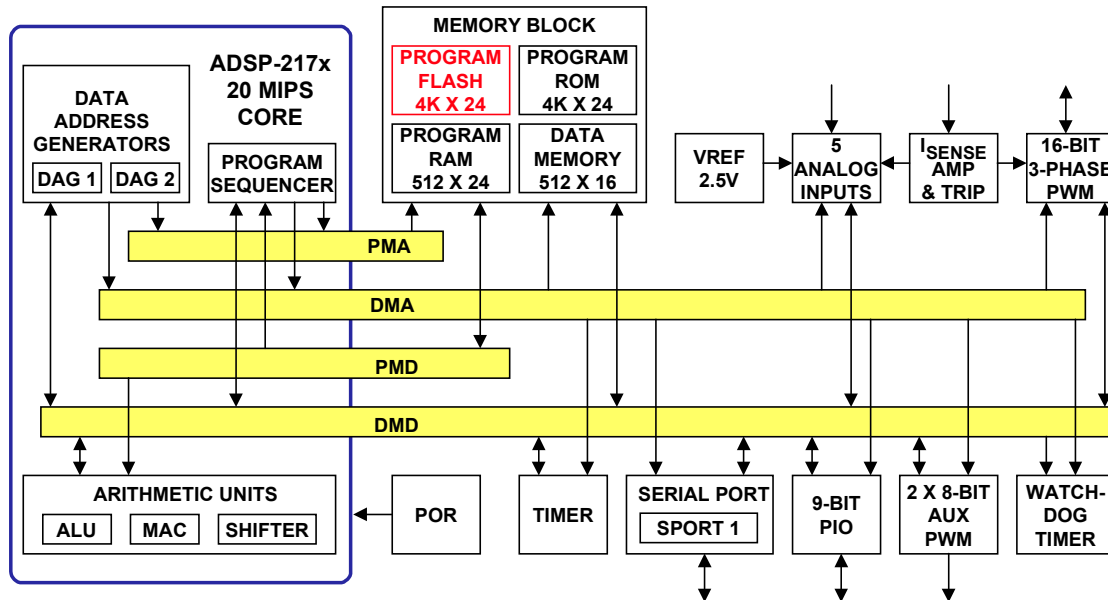 ADSP-217x
20 MIPS
CORE
DATA
ADDRESS
GENERATORS
DAG 1
DAG 2
PROGRAM
SEQUENCER
MEMORY BLOCK
PROGRAM
FLASH
4K X 24
PROGRAM
ROM
4K X 24
PROGRAM
RAM
512 X 24
DATA
MEMORY
512 X 16
VREF
2.5V
5
ANALOG
INPUTS
ISENSE
AMP
& TRIP
16-BIT
3-PHASE
PWM
PMA
DMA
PMD
DMD
ARITHMETIC UNITS
ALU
MAC
SHIFTER
POR
TIMER
SERIAL PORT
SPORT 1
9-BIT
PIO
2 X 8-BIT
AUX
PWM
WATCH-
DOG
TIMER